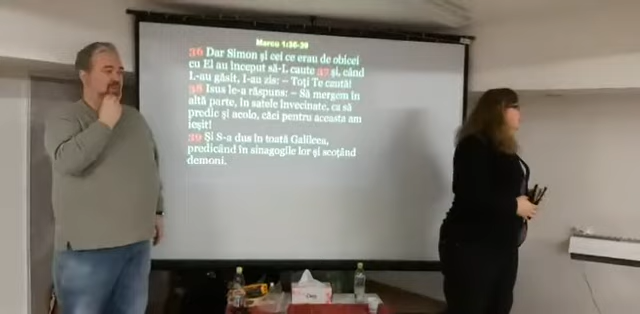 Marcu 1:36-39
36 Dar Simon și cei ce erau de obicei
cu El au început să-L caute 37 și, când
L-au găsit, I-au zis: – Toți Te caută!
38 Isus le-a răspuns: – Să mergem în
altă parte, în satele învecinate, ca să
predic și acolo, căci pentru aceasta am
ieșit!
39 Și S-a dus în toată Galileea,
predicând în sinagogile lor și scoțând
demoni.